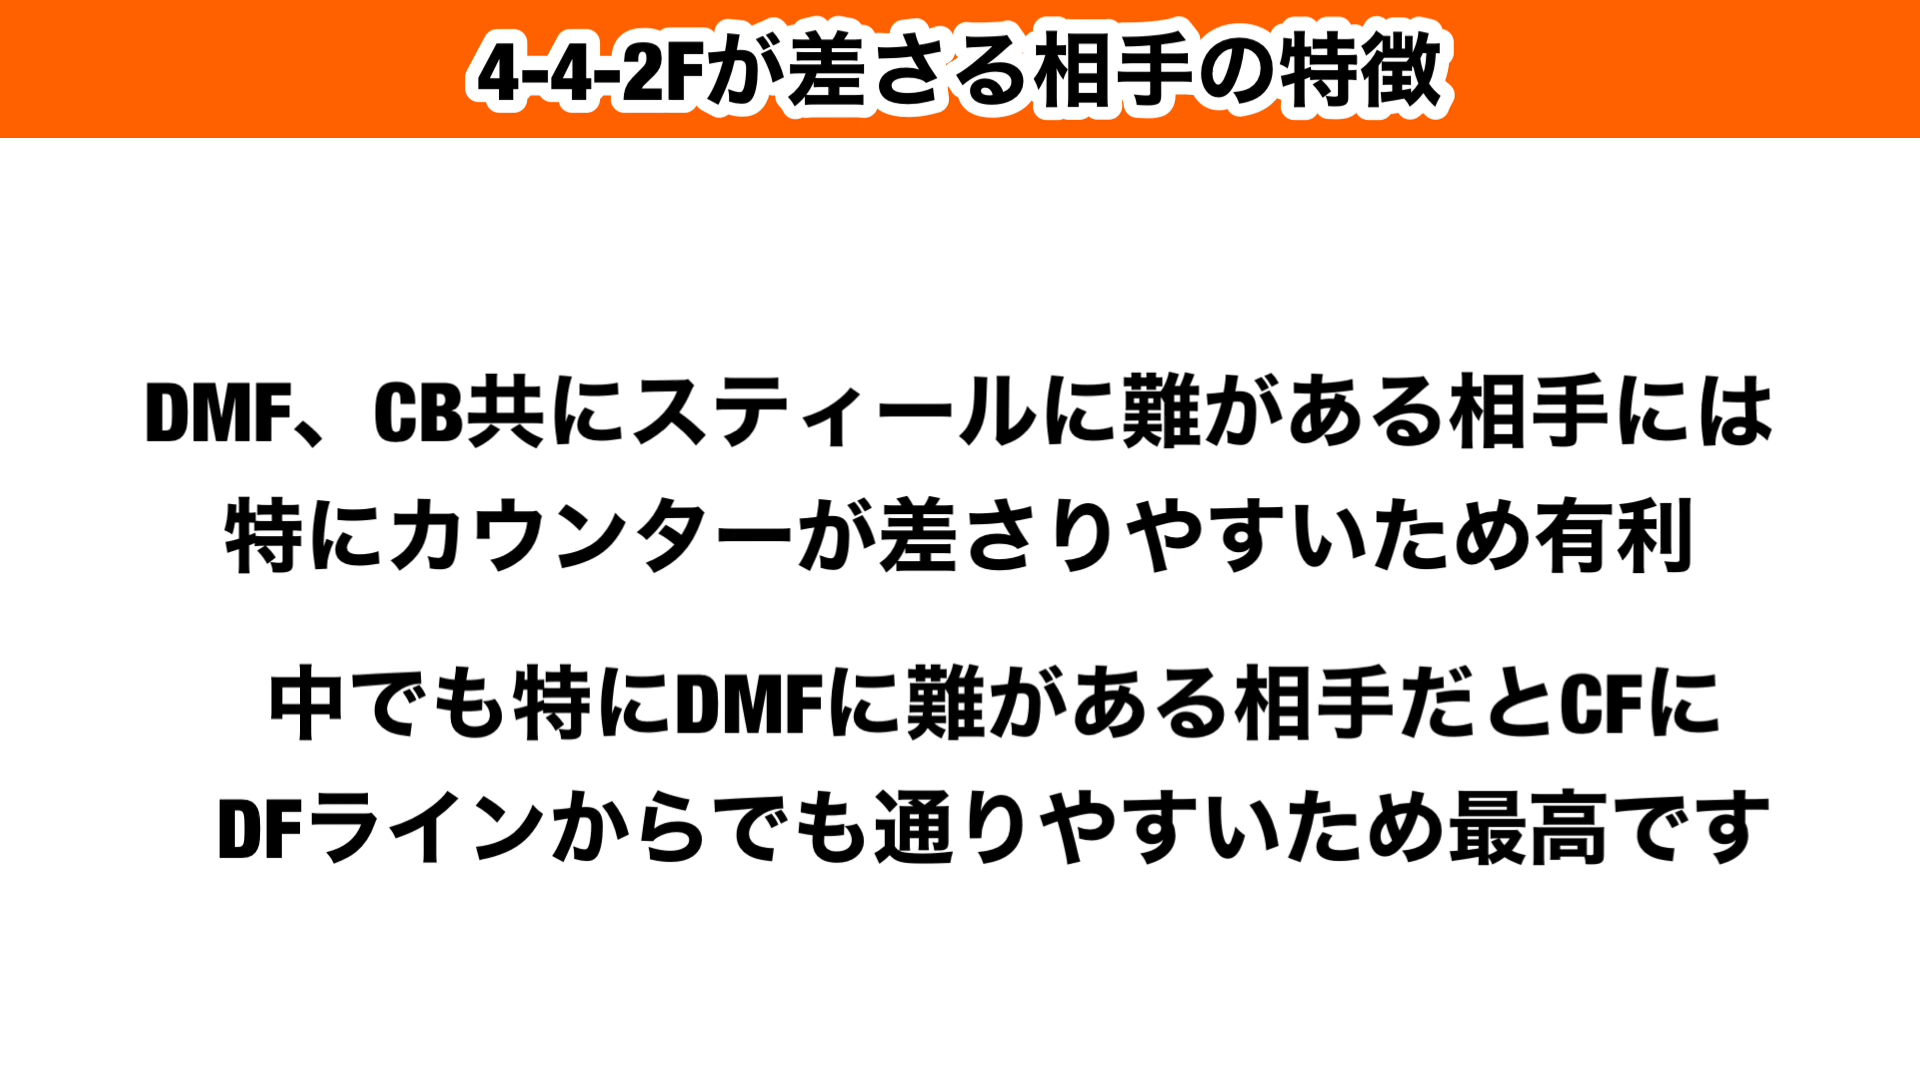 4-4-2Fが差さる相手の特徴
DMF、CB共にスティールに難がある相手には
特にカウンターが差さりやすいため有利
中でも特にDMFに難がある相手だとCFに
DFラインからでも通りやすいため最高です